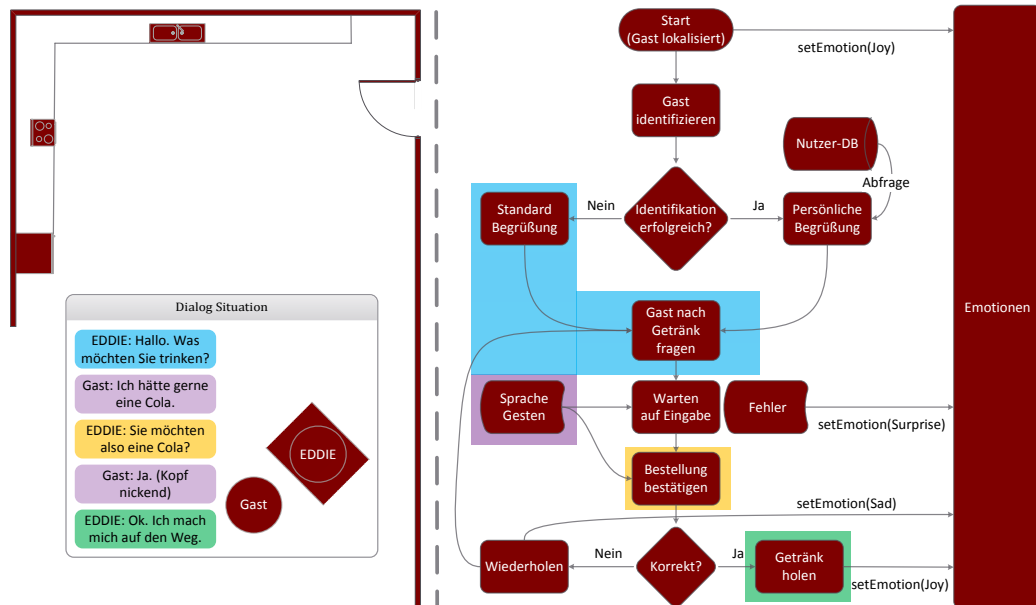 Dialog Situation
EDDIE: Hallo. Was
möchten Sie trinken?
Gast: Ich hätte gerne
eine Cola.
EDDIE: Sie möchten
also eine Cola?
Gast: Ja. (Kopf
nickend)
EDDIE: Ok. Ich mach
mich auf den Weg.
EDDIE
Gast
Start
(Gast lokalisiert)
setEmotion(Joy)
Gast
identifizieren
Nutzer-DB
Abfrage
Standard
Begrüßung
Nein
Identifikation
erfolgreich?
Ja
Persönliche
Begrüßung
Emotionen
Gast nach
Getränk
fragen
Sprache
Gesten
Warten
auf Eingabe
Fehler
setEmotion(Surprise)
Bestellung
bestätigen
setEmotion(Sad)
Wiederholen
Nein
Korrekt?
Ja
Getränk
holen
setEmotion(Joy)